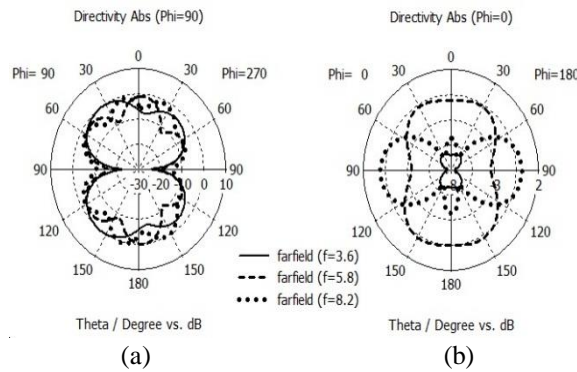 Directivity Abs (Phi=90)
0
30
30
Phi= 90
Phi=270
60
60
90
90
-30 -20 -10 0 10
120
120
150
150
180
Theta / Degree vs. dB
(a)
Directivity Abs (Phi=0)
0
30
30
Phi= 0
Phi=180
60
60
90
90
-8
-3
2
120
120
150
150
180
Theta / Degree vs. dB
(b)
farfield (f=3.6)
farfield (f=5.8)
farfield (f=8.2)